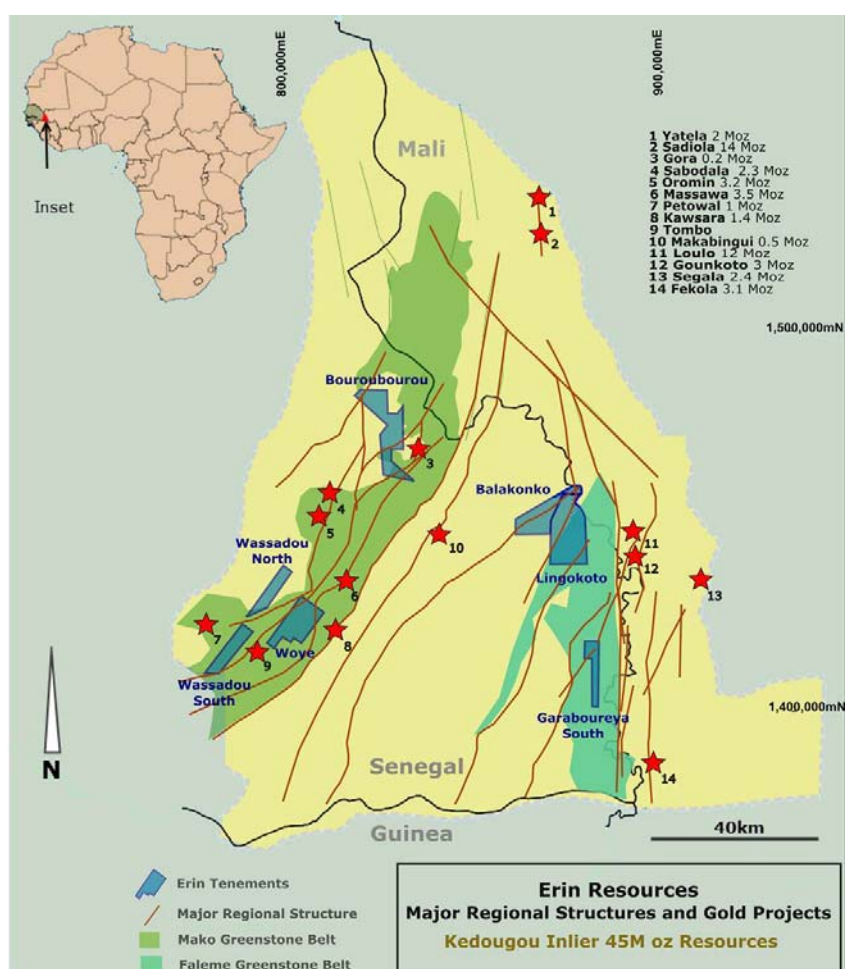 800,000mE
900,000mE
Mali
Inset
1 Yatela 2 Moz
2 Sadiola 14 Moz
3 Gora 0.2 Moz
4 Sabodala 2.3 Moz
5 Oromin 3.2 Moz
6 Massawa 3.5 Moz
7 Petowal 1 Moz
8 Kawsara 1.4 Moz
9 Tombo
10 Makabingui 0.5 Moz
11 Loulo 12 Moz
12 Gounkoto 3 Moz
13 Segala 2.4 Moz
14 Fekola 3.1 Moz
1
2
1,500,000mN
Bouroubourou
3
Balakonko
4
5
10
11
Wassadou
North
12
Lingokoto
13
6
7
8
Woye
9
Wassadou
South
Garaboureya
South
1,400,000mN
N
Senegal
14
Guinea
40km
Erin Tenements
Major Regional Structure
Mako Greenstone Belt
Faleme Greenstone Belt
Erin Resources
Major Regional Structures and Gold Projects
Kedougou Inlier 45M oz Resources